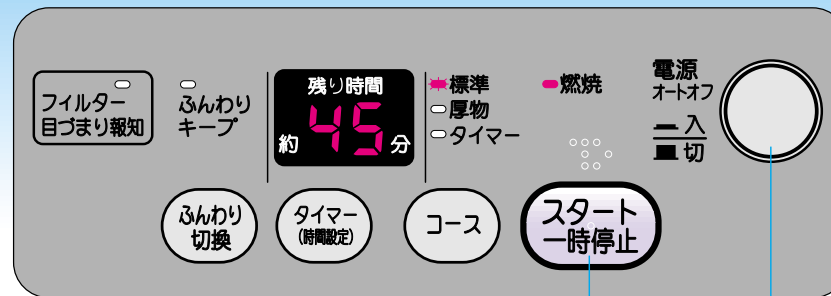 フィルター
目づまり報知
ふんわり
キープ
残り時間
約 45 分
標準
厚物
タイマー
燃焼
電源
オートオフ
入
切
ふんわり
切換
タイマー
(時間設定)
コース
スタート
一時停止